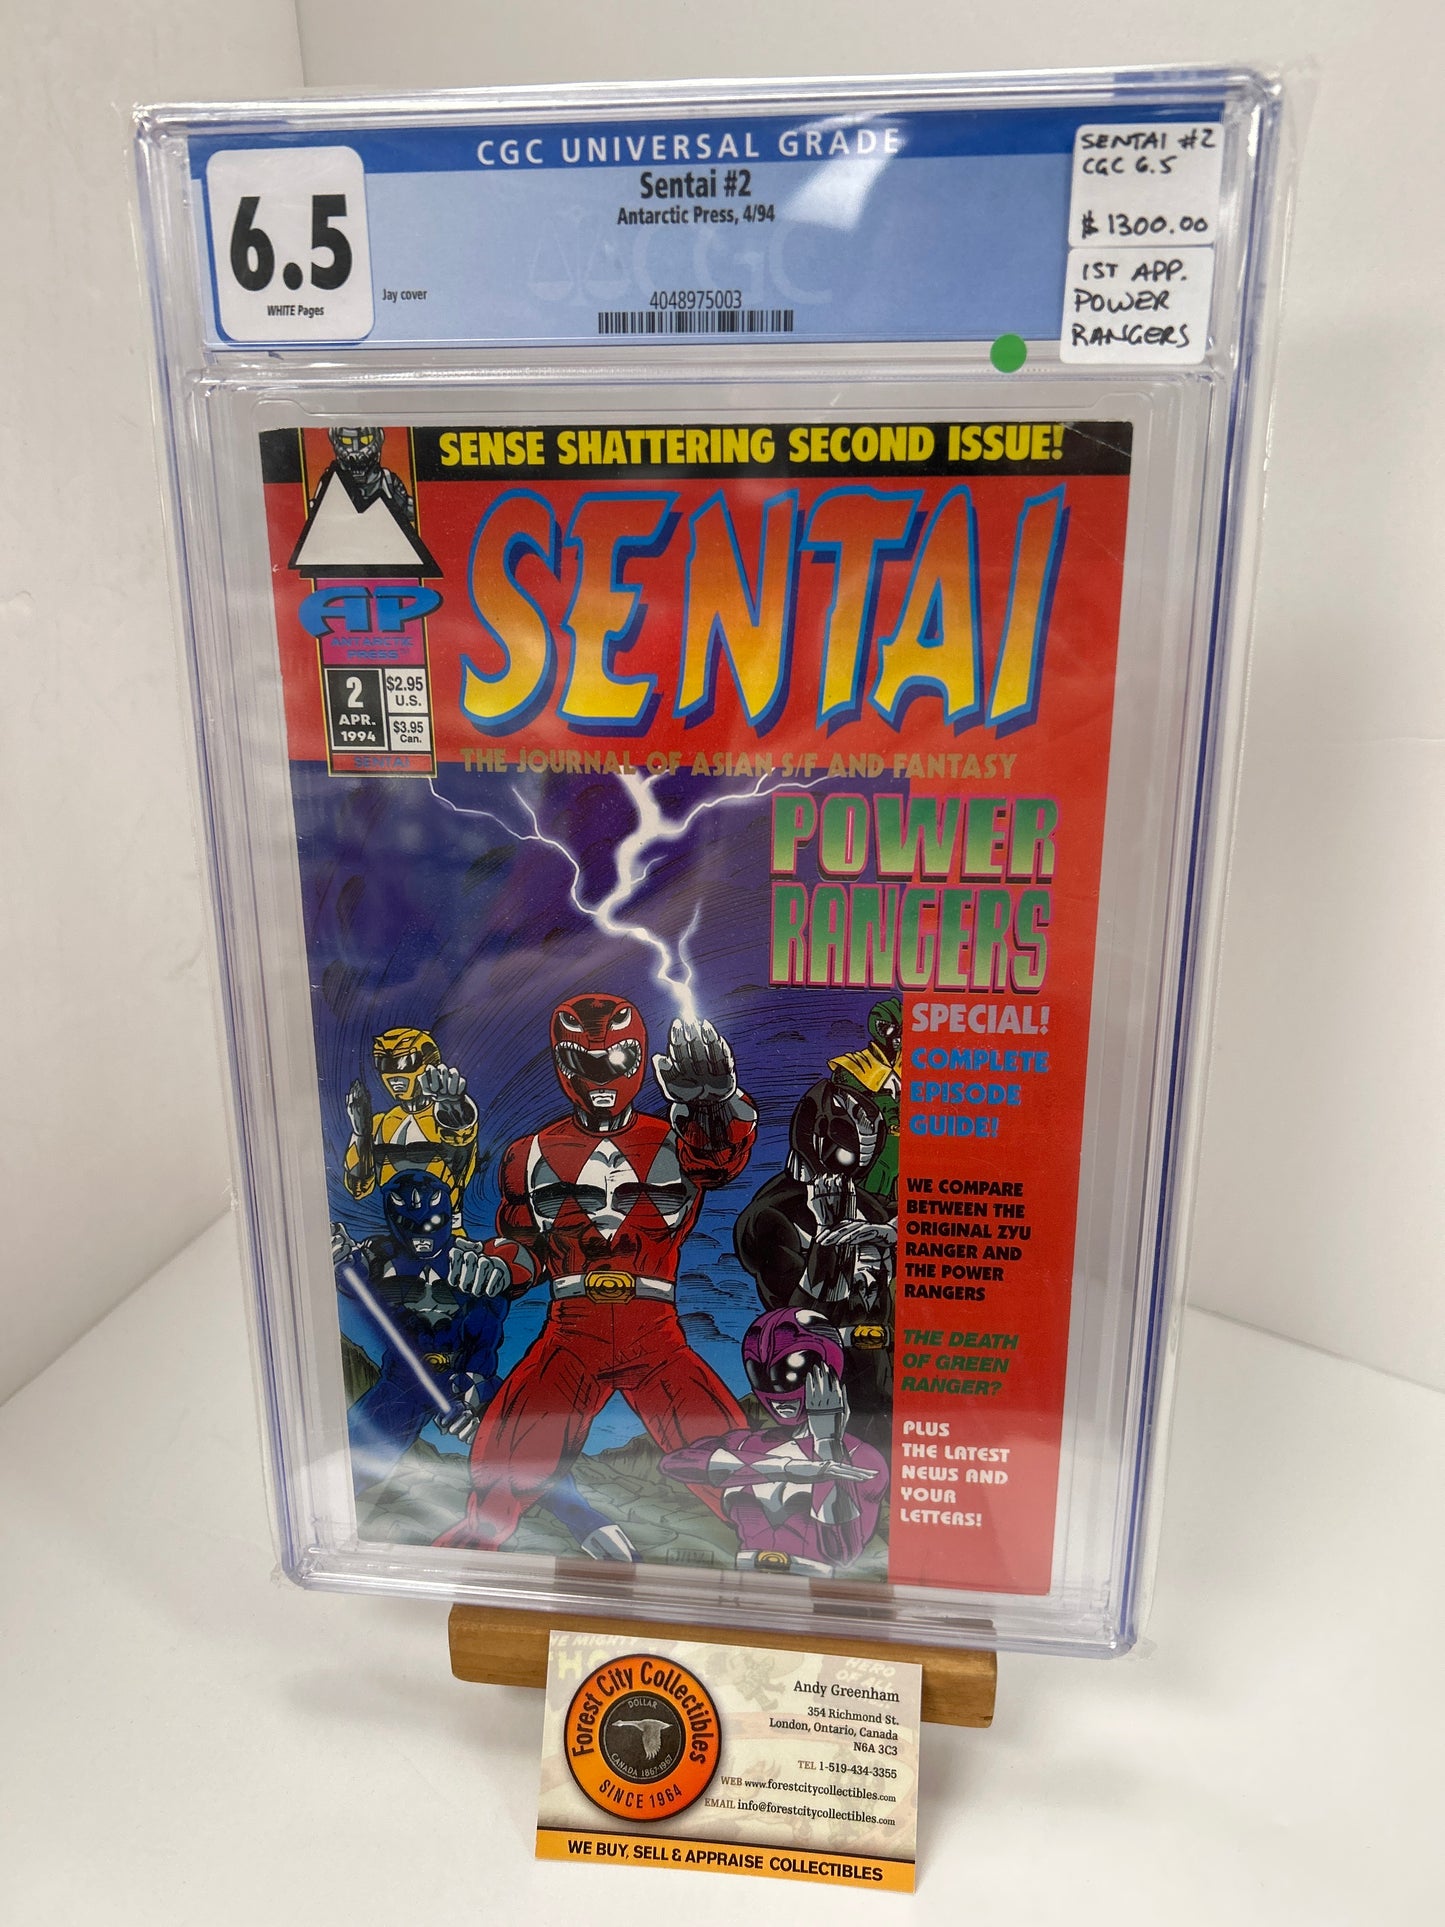 CGC UNIVERSAL GRADE
6.5
WHITE Pages
Sentai #2
Antarctic Press, 4/94
Jay cover
4048975003
SENTAI #2
CGC 6.5
$1300.00
1ST APP.
POWER
RANGERS
SENSE SHATTERING SECOND ISSUE!
SENTAI
AP
ANTARCTIC
PRESS™
2
APR.
1994
$2.95
U.S.
$3.95
Can.
SENTAI
THE JOURNAL OF ASIAN S/F AND FANTASY
POWER
RANGERS
SPECIAL!
COMPLETE
EPISODE
GUIDE!
WE COMPARE
BETWEEN THE
ORIGINAL ZYU
RANGER AND
THE POWER
RANGERS
THE DEATH
OF GREEN
RANGER?
PLUS
THE LATEST
NEWS AND
YOUR
LETTERS!
Forest City Collectibles
SINCE 1964
DOLLAR
CANADA 1867-1967
Andy Greenham
354 Richmond St.
London, Ontario, Canada
N6A 3C3
TEL 1-519-434-3355
WEB www.forestcitycollectibles.com
EMAIL info@forestcitycollectibles.com
WE BUY, SELL & APPRAISE COLLECTIBLES